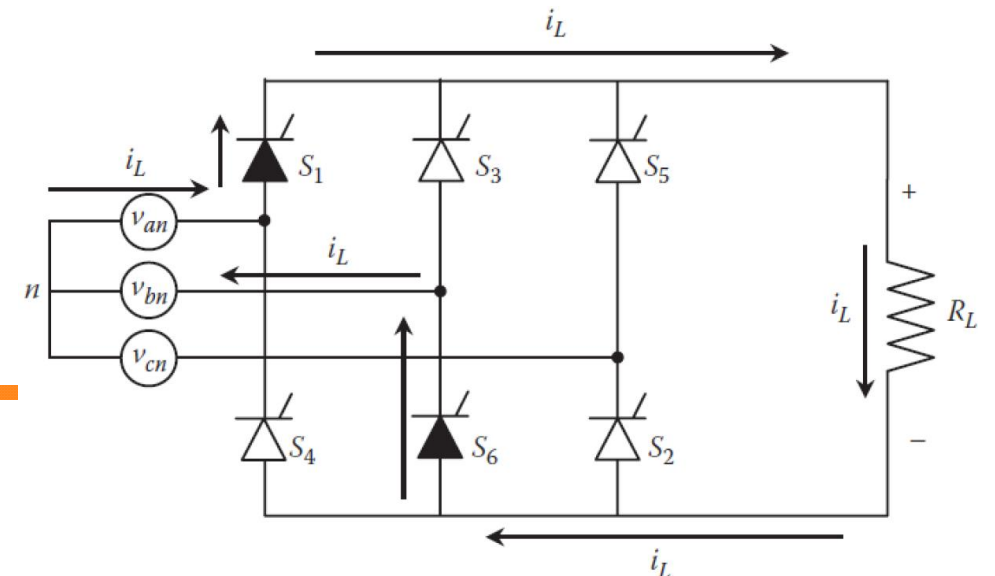 i_L
S_1
S_3
S_5
i_L
+
v_an
i_L
n
v_bn
i_L
R_L
v_cn
S_4
S_6
S_2
−
i_L